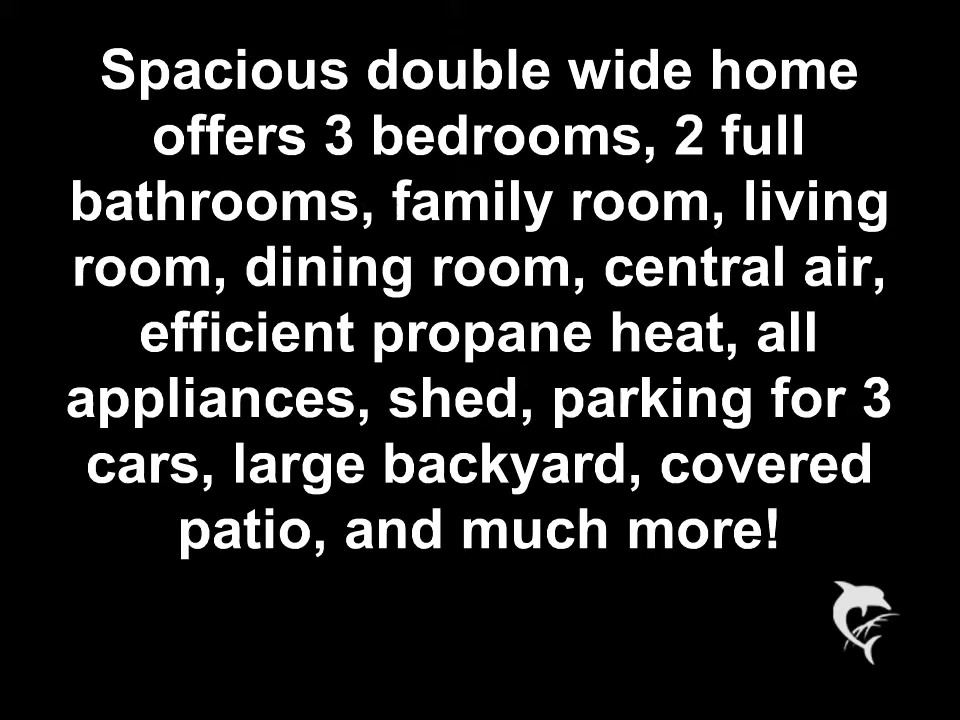 Spacious double wide home
offers 3 bedrooms, 2 full
bathrooms, family room, living
room, dining room, central air,
efficient propane heat, all
appliances, shed, parking for 3
cars, large backyard, covered
patio, and much more!